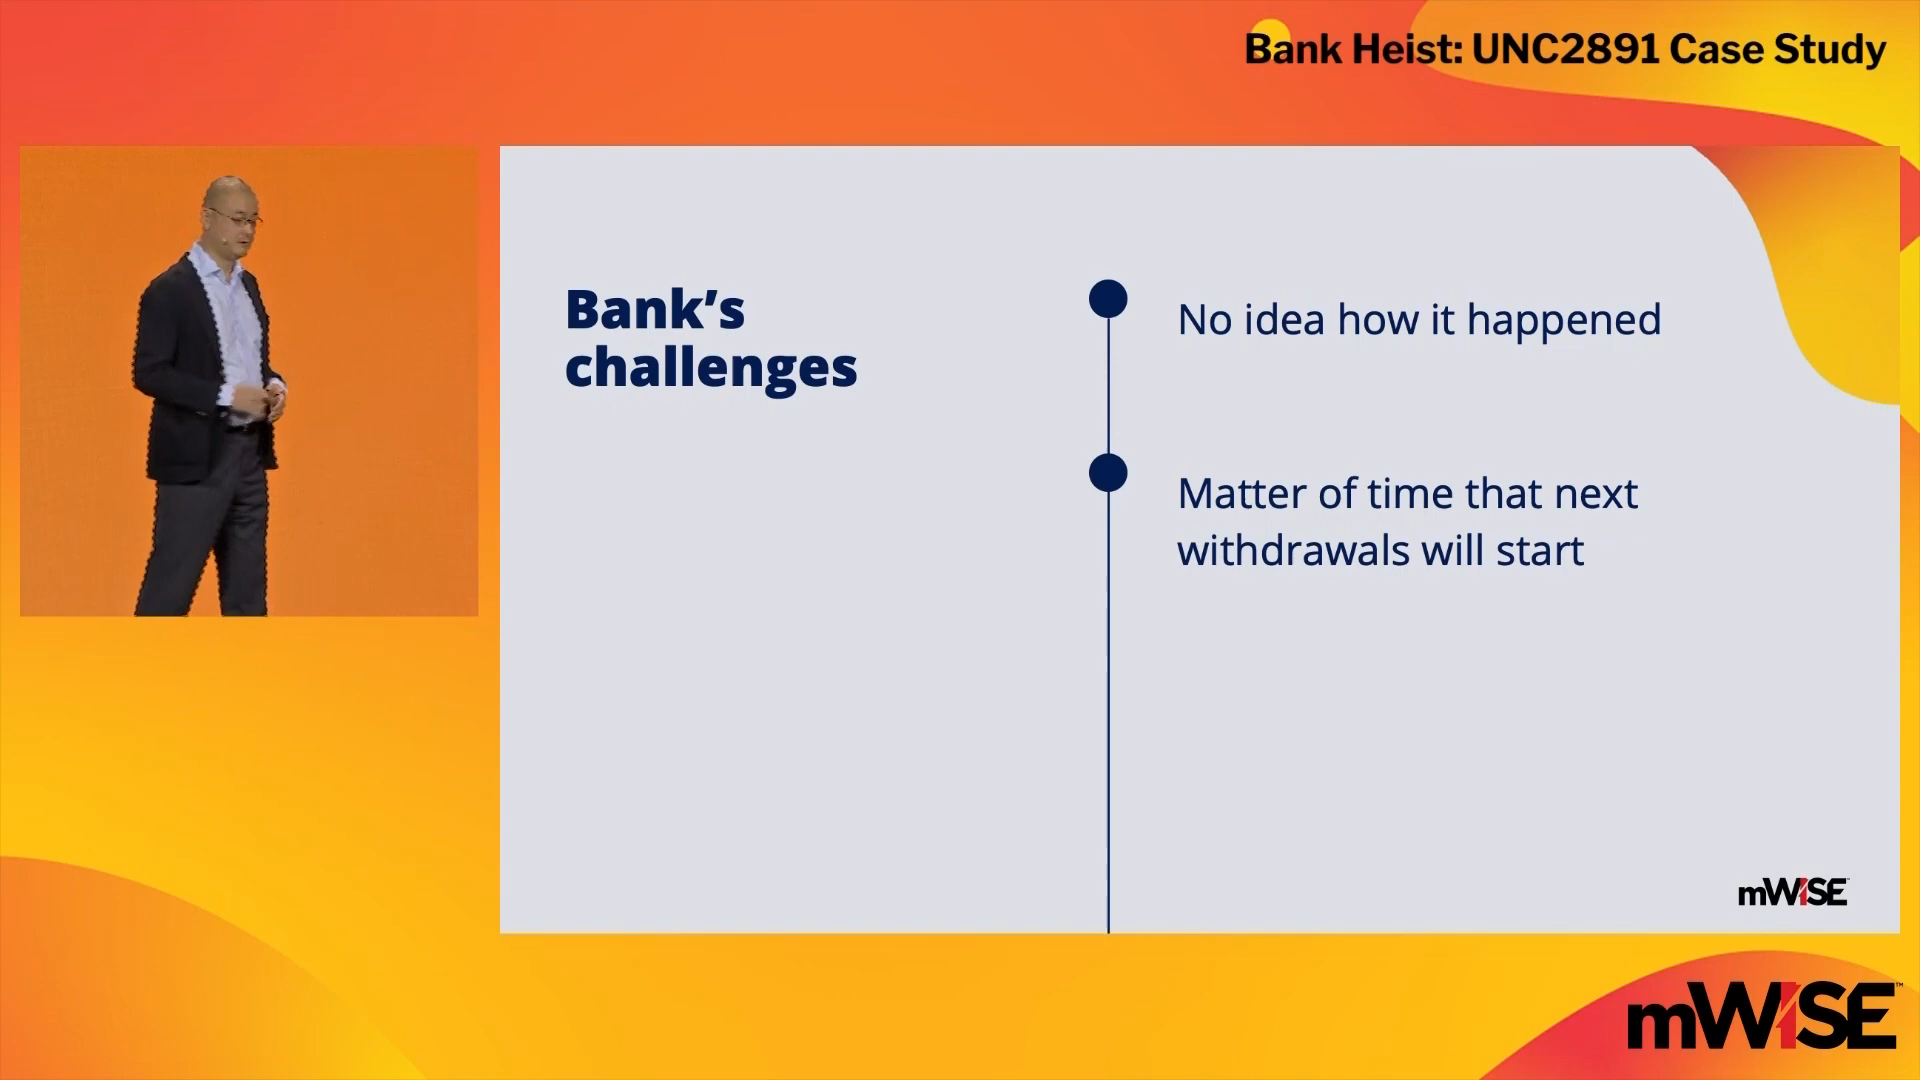 Bank Heist: UNC2891 Case Study
Bank's
challenges
No idea how it happened
Matter of time that next
withdrawals will start
mWISE
mWISE™